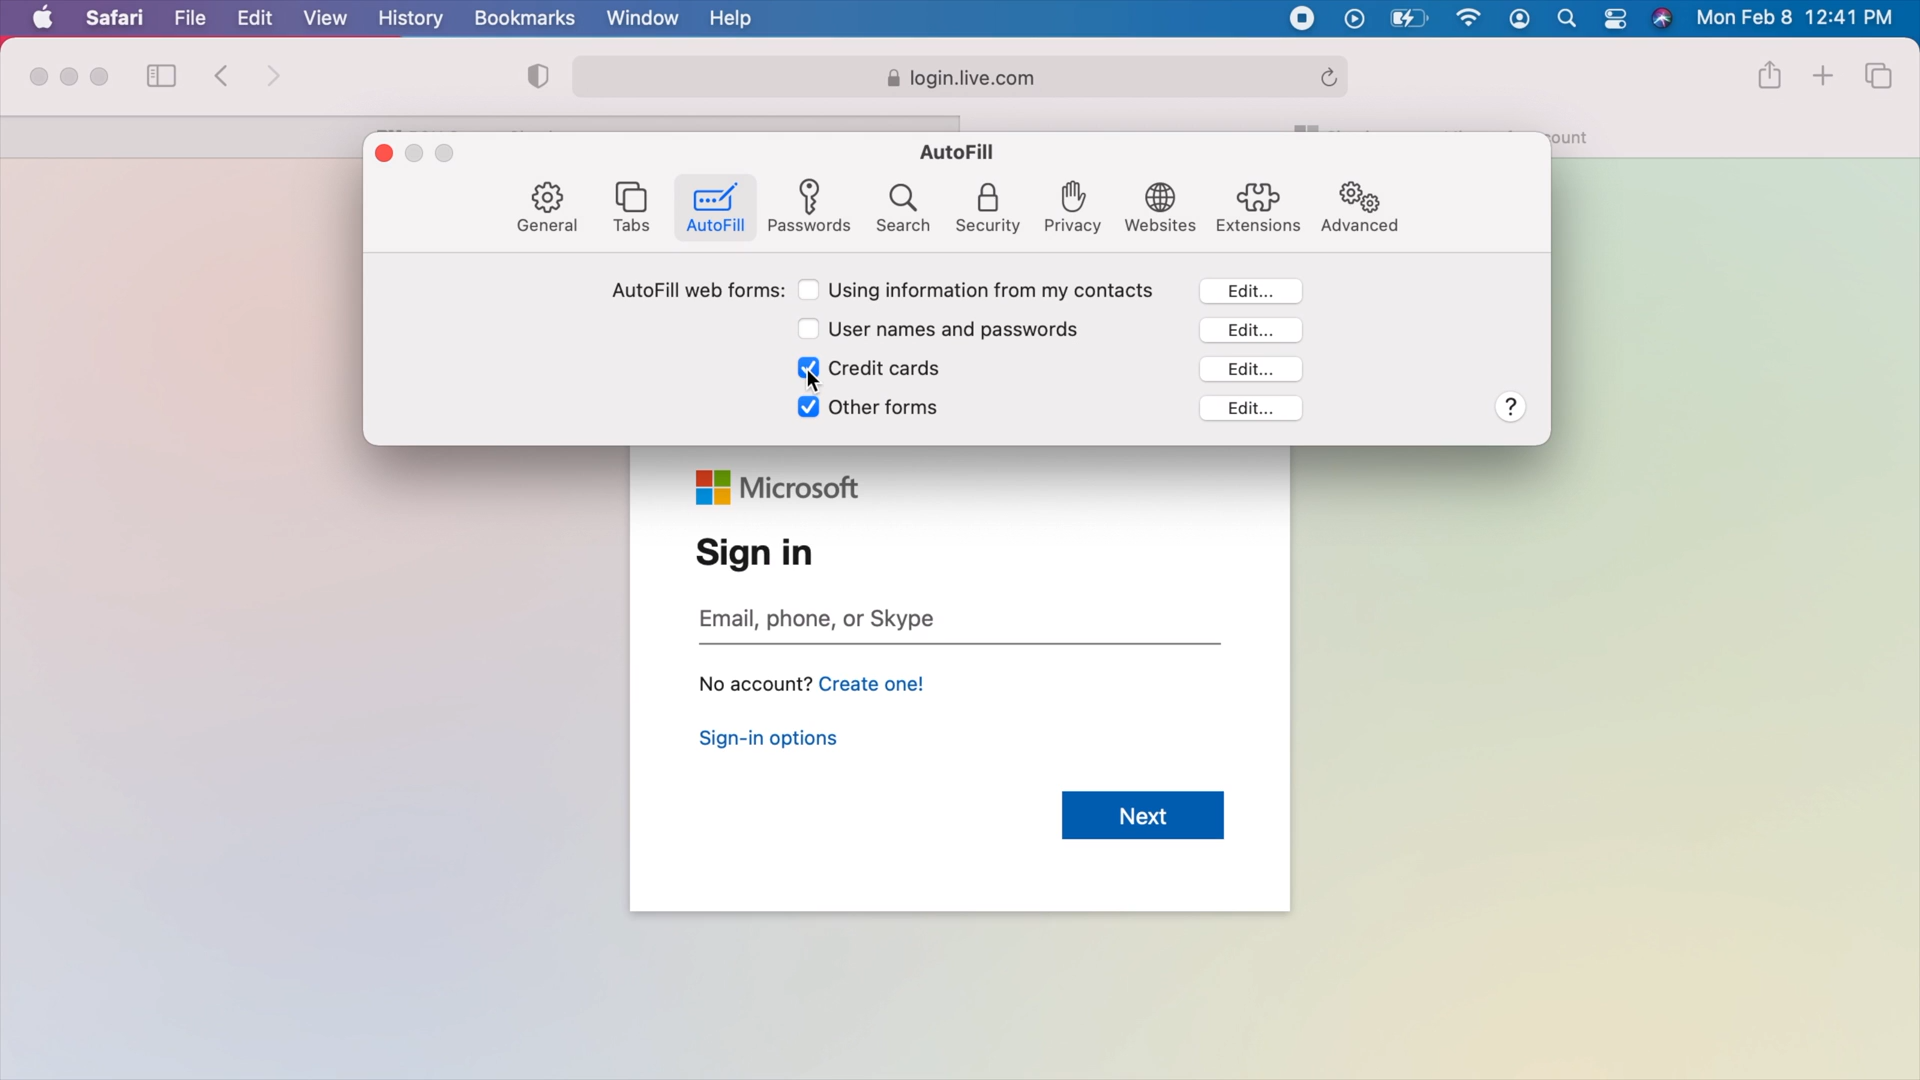 Safari File Edit View History Bookmarks Window Help Mon Feb 8 12:41 PM
login.live.com
ount
AutoFill
General Tabs AutoFill Passwords Search Security Privacy Websites Extensions Advanced
AutoFill web forms: Using information from my contacts Edit...
User names and passwords Edit...
Credit cards Edit...
Other forms Edit... ?
Microsoft
Sign in
Email, phone, or Skype
No account? Create one!
Sign-in options
Next